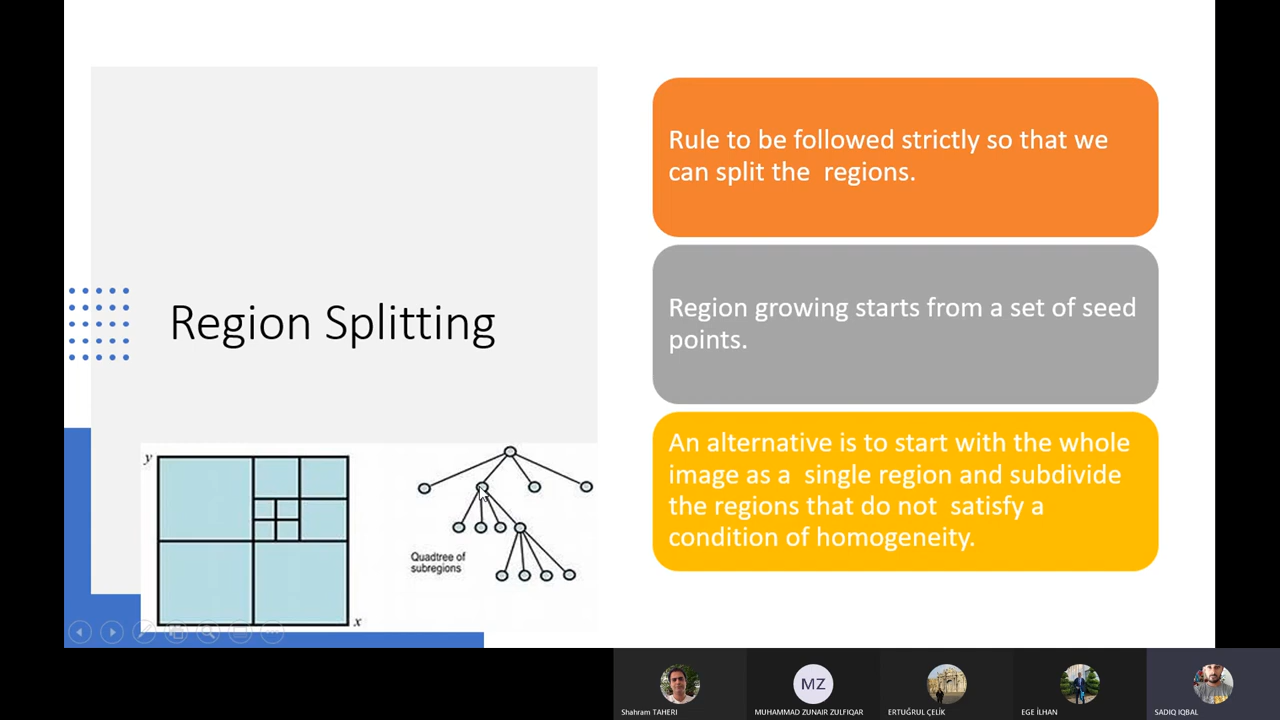 Rule to be followed strictly so that we
can split the regions.
Region growing starts from a set of seed
points.
Region Splitting
An alternative is to start with the whole
image as a single region and subdivide
the regions that do not satisfy a
condition of homogeneity.
y
x
Quadtree of
subregions
MZ
Shahram TAHERI
MUHAMMAD ZUNAIR ZULFIQAR
ERTUĞRUL ÇELİK
EGE İLHAN
SADIQ IQBAL